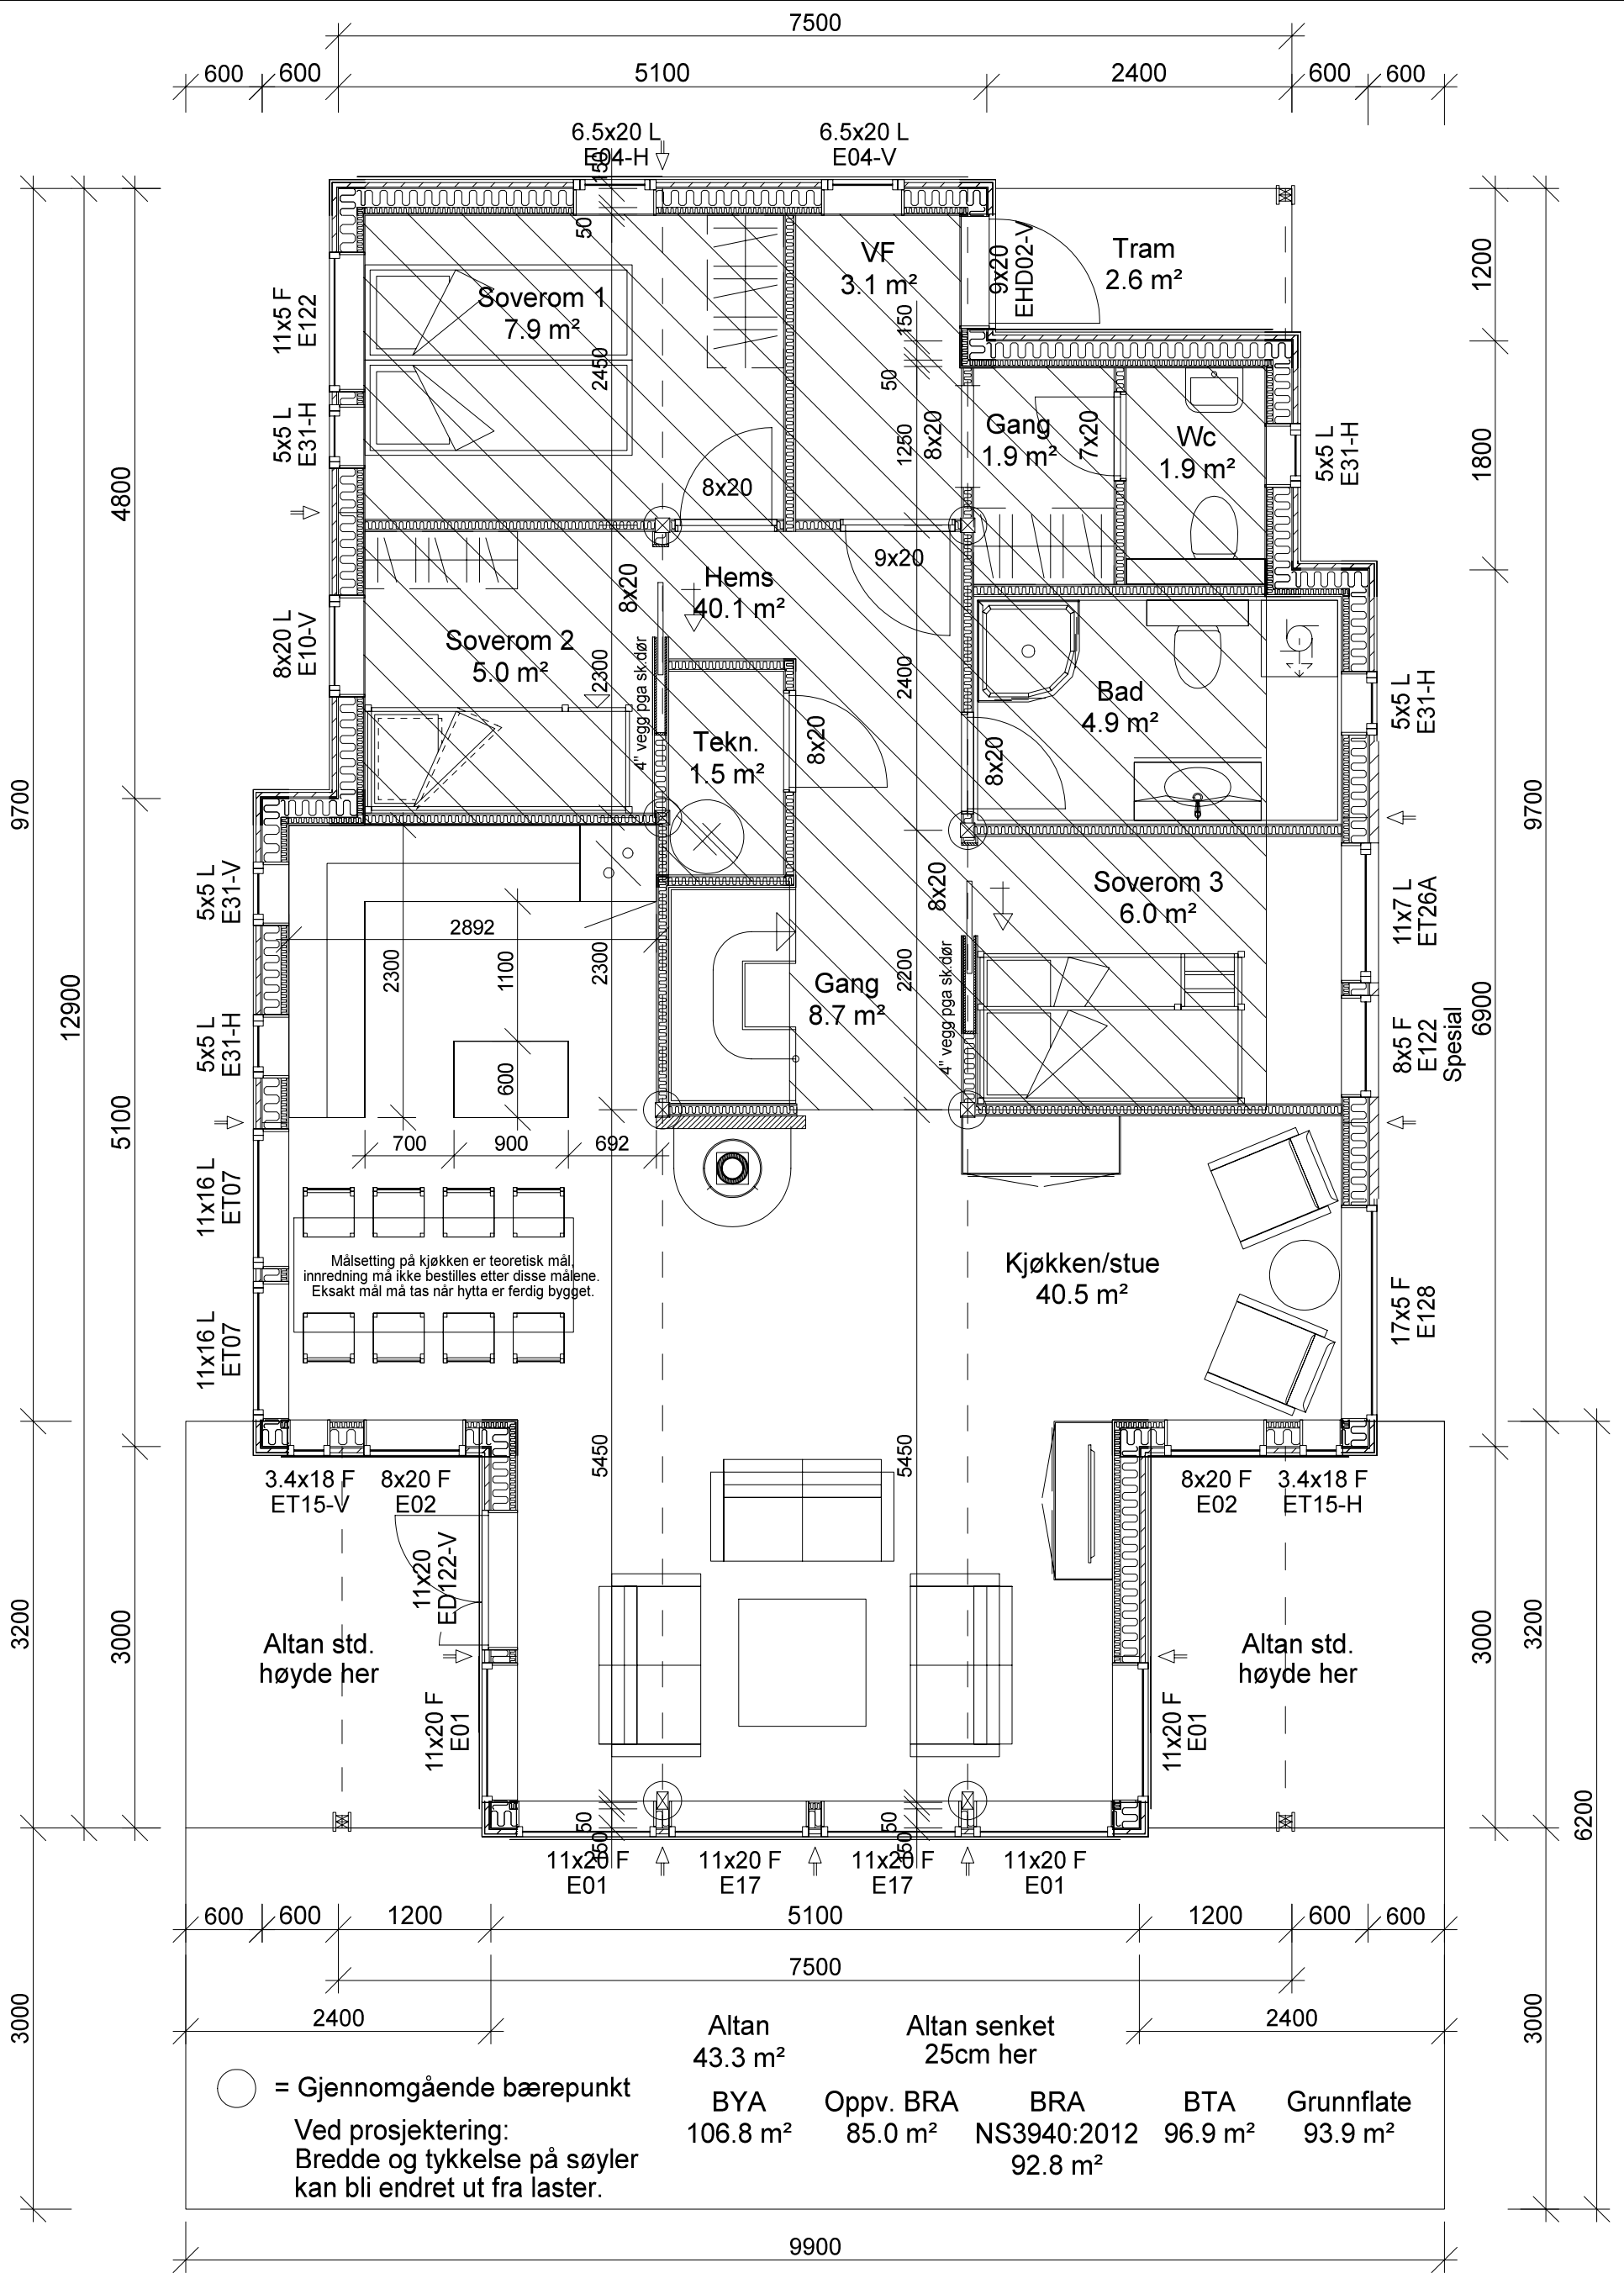 7500
600
600
5100
2400
600
600
6.5x20 L
E04-H
6.5x20 L
E04-V
150
50
11x5 F
E122
5x5 L
E31-H
8x20 L
E10-V
4800
9700
12900
5100
3200
3000
3000
Soverom 1
7.9 m²
2450
VF
3.1 m²
150
50
1250
9x20
EHD02-V
Tram
2.6 m²
1200
1800
8x20
Gang
1.9 m²
7x20
Wc
1.9 m²
5x5 L
E31-H
8x20
9x20
8x20
Hems
40.1 m²
Soverom 2
5.0 m²
2300
4" vegg pga sk.dør
Tekn.
1.5 m²
8x20
2400
8x20
Bad
4.9 m²
5x5 L
E31-H
9700
6900
5x5 L
E31-V
5x5 L
E31-H
2892
2300
1100
600
2300
Gang
8.7 m²
2200
8x20
4" vegg pga sk.dør
Soverom 3
6.0 m²
11x7 L
ET26A
8x5 F
E122
Spesial
700
900
692
11x16 L
ET07
11x16 L
ET07
Målsetting på kjøkken er teoretisk mål,
innredning må ikke bestilles etter disse målene.
Eksakt mål må tas når hytta er ferdig bygget.
Kjøkken/stue
40.5 m²
17x5 F
E128
3.4x18 F
ET15-V
8x20 F
E02
5450
5450
8x20 F
E02
3.4x18 F
ET15-H
11x20
ED122-V
Altan std.
høyde her
Altan std.
høyde her
11x20 F
E01
11x20 F
E01
3000
3200
6200
3000
50
150
50
150
11x20 F
E01
11x20 F
E17
11x20 F
E17
11x20 F
E01
600
600
1200
5100
1200
600
600
7500
2400
2400
Altan
43.3 m²
Altan senket
25cm her
= Gjennomgående bærepunkt
Ved prosjektering:
Bredde og tykkelse på søyler
kan bli endret ut fra laster.
BYA
106.8 m²
Oppv. BRA
85.0 m²
BRA
NS3940:2012
92.8 m²
BTA
96.9 m²
Grunnflate
93.9 m²
9900